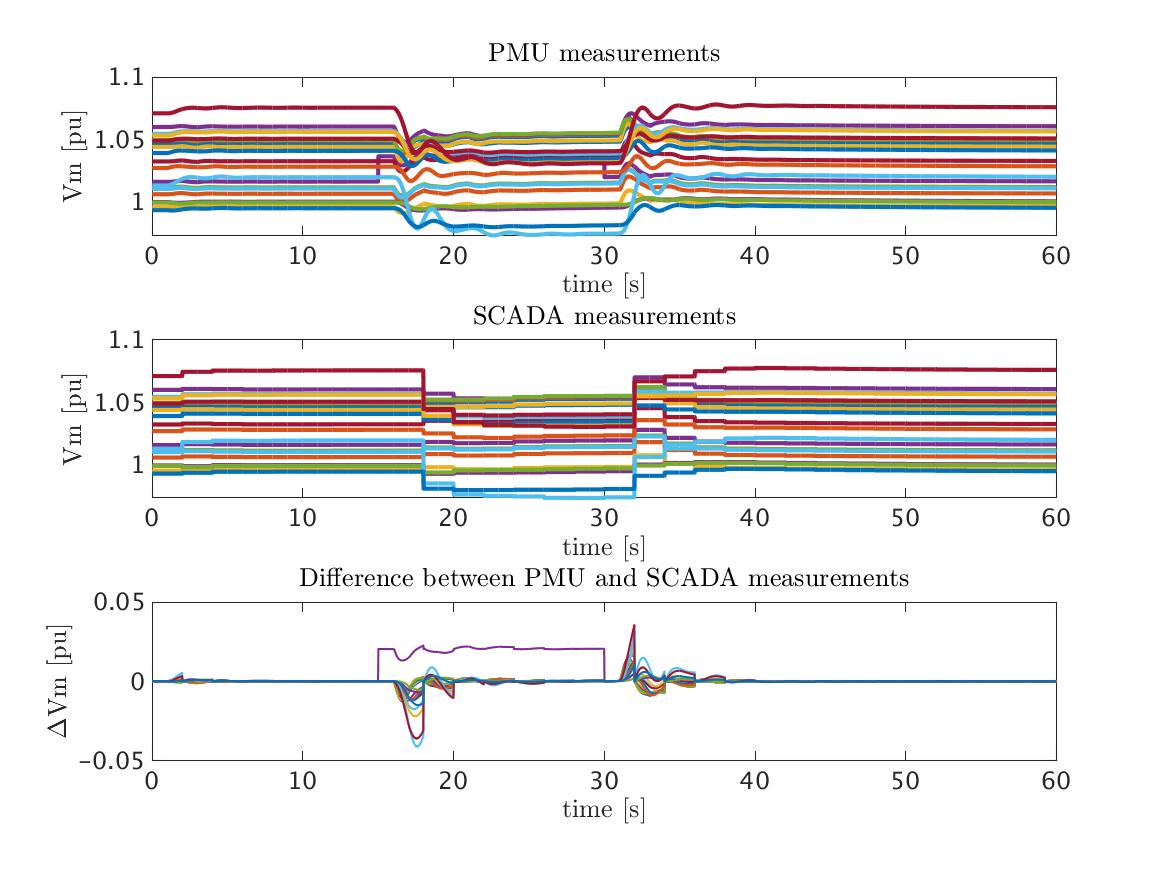 PMU measurements
1.1
1.05
1
Vm [pu]
0 10 20 30 40 50 60
time [s]
SCADA measurements
1.1
1.05
1
Vm [pu]
0 10 20 30 40 50 60
time [s]
Difference between PMU and SCADA measurements
0.05
0
-0.05
ΔVm [pu]
0 10 20 30 40 50 60
time [s]